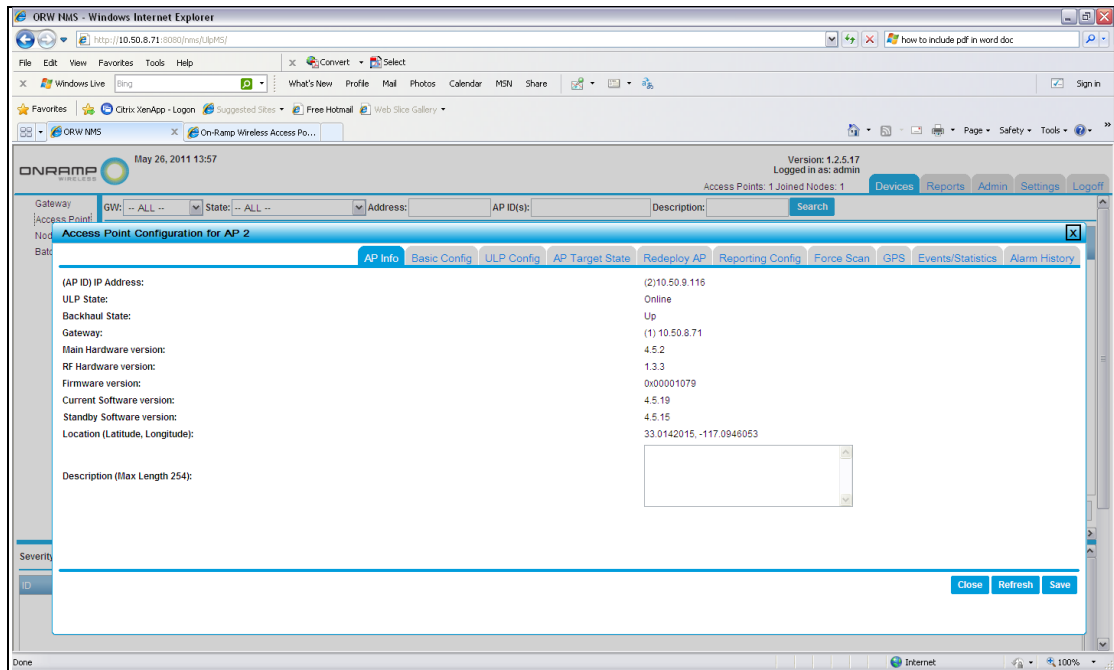 ORW NMS - Windows Internet Explorer
http://10.50.8.71:8080/nms/UlpMS/
how to include pdf in word doc
File Edit View Favorites Tools Help
x Convert Select
x Windows Live Bing What's New Profile Mail Photos Calendar MSN Share Sign in
Favorites Citrix XenApp - Logon Suggested Sites Free Hotmail Web Slice Gallery
ORW NMS x On-Ramp Wireless Access Po... Page Safety Tools »
ONRAMP WIRELESS
May 26, 2011 13:57
Version: 1.2.5.17
Logged in as: admin
Access Points: 1 Joined Nodes: 1
Devices Reports Admin Settings Logoff
Gateway
Access Point
Nod
Batc
GW: -- ALL -- State: -- ALL -- Address: AP ID(s): Description: Search
Access Point Configuration for AP 2 X
AP Info Basic Config ULP Config AP Target State Redeploy AP Reporting Config Force Scan GPS Events/Statistics Alarm History
(AP ID) IP Address: (2)10.50.9.116
ULP State: Online
Backhaul State: Up
Gateway: (1) 10.50.8.71
Main Hardware version: 4.5.2
RF Hardware version: 1.3.3
Firmware version: 0x00001079
Current Software version: 4.5.19
Standby Software version: 4.5.15
Location (Latitude, Longitude): 33.0142015, -117.0946053
Description (Max Length 254):
Severity
ID
Close Refresh Save
Done Internet 100%